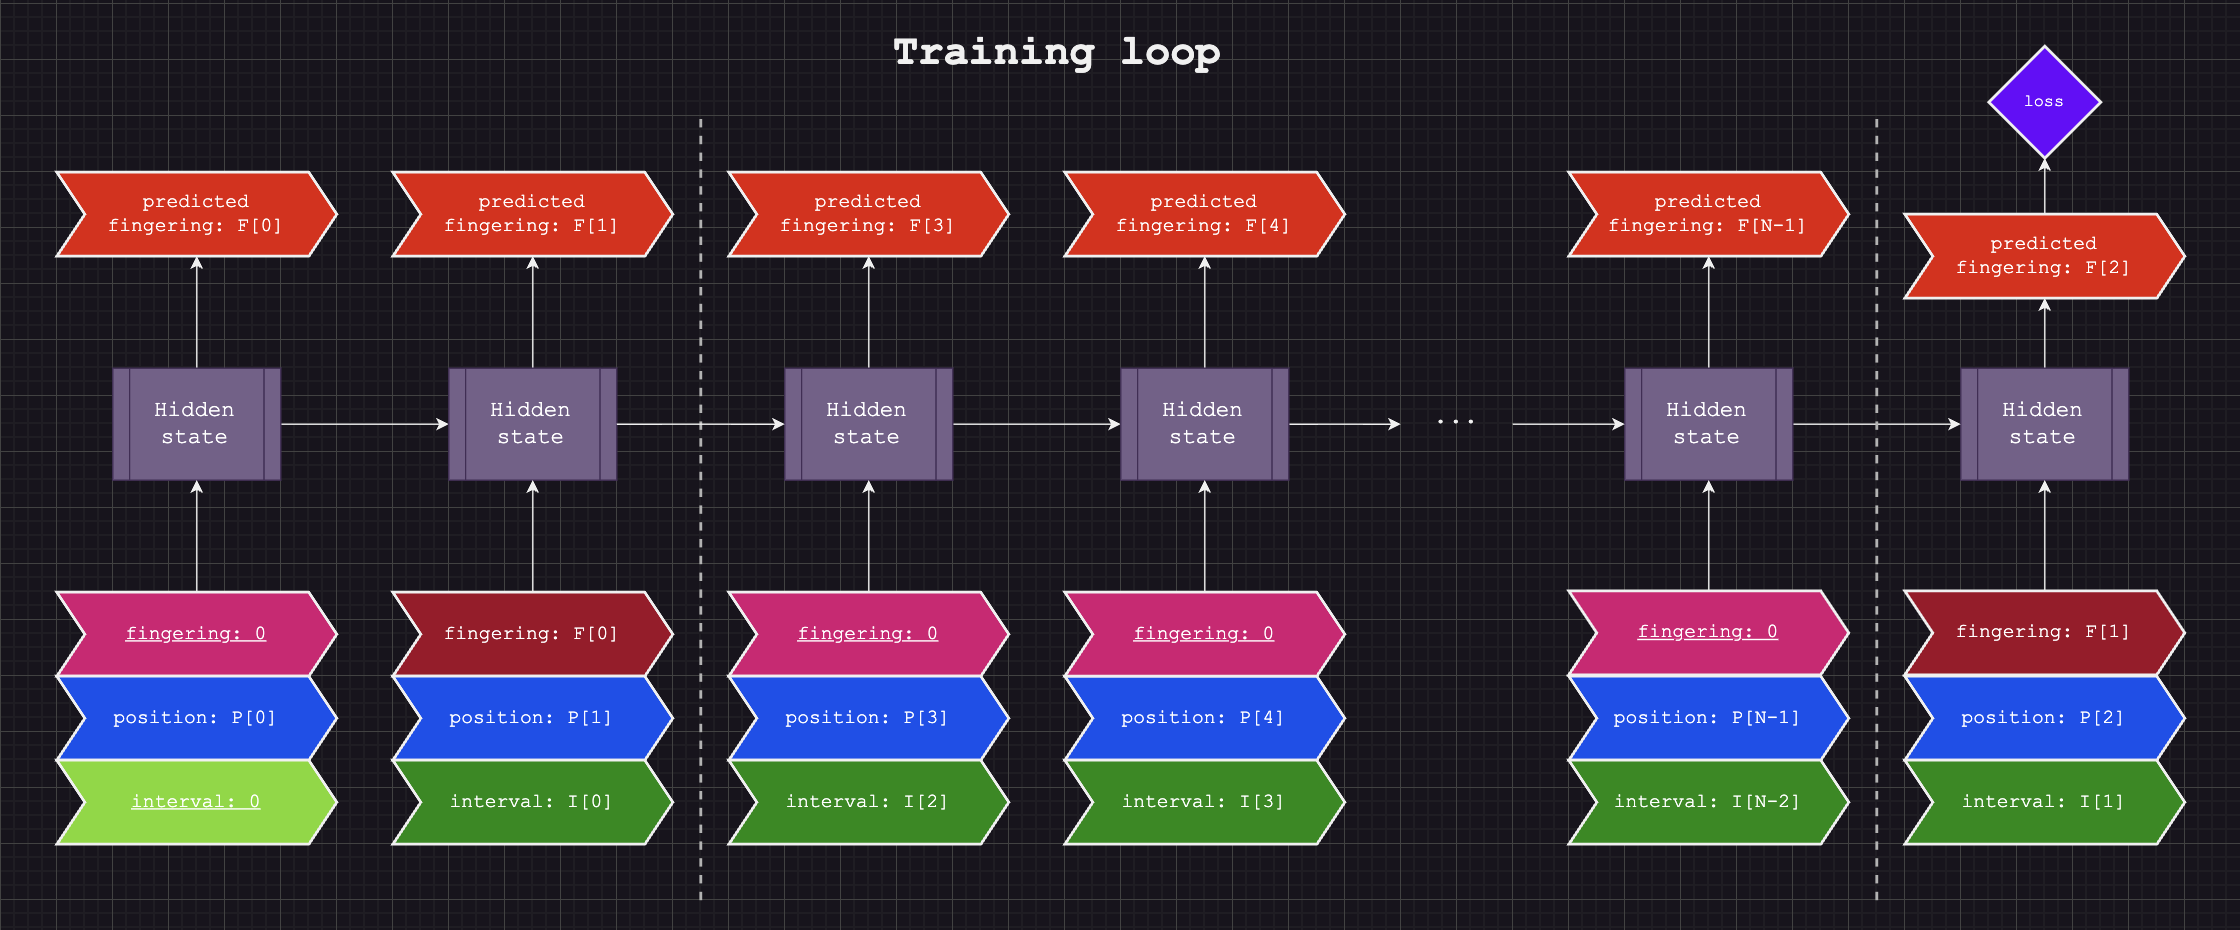 Training loop
loss
predicted
fingering: F[0]
predicted
fingering: F[1]
predicted
fingering: F[3]
predicted
fingering: F[4]
predicted
fingering: F[N-1]
predicted
fingering: F[2]
Hidden
state
Hidden
state
Hidden
state
Hidden
state
...
Hidden
state
Hidden
state
fingering: 0
fingering: F[0]
fingering: 0
fingering: 0
fingering: 0
fingering: F[1]
position: P[0]
position: P[1]
position: P[3]
position: P[4]
position: P[N-1]
position: P[2]
interval: 0
interval: I[0]
interval: I[2]
interval: I[3]
interval: I[N-2]
interval: I[1]